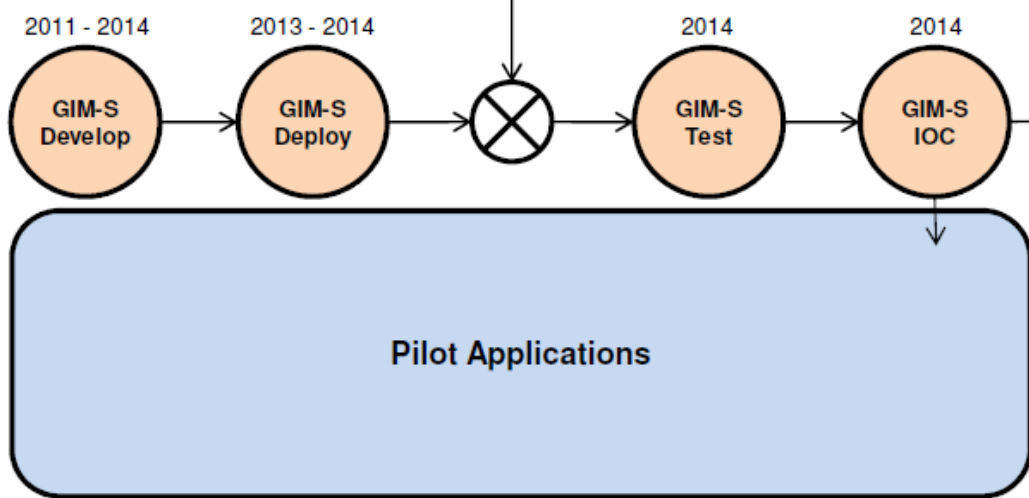 2011 - 2014
2013 - 2014
2014
2014
GIM-S
Develop
GIM-S
Deploy
GIM-S
Test
GIM-S
IOC
Pilot Applications